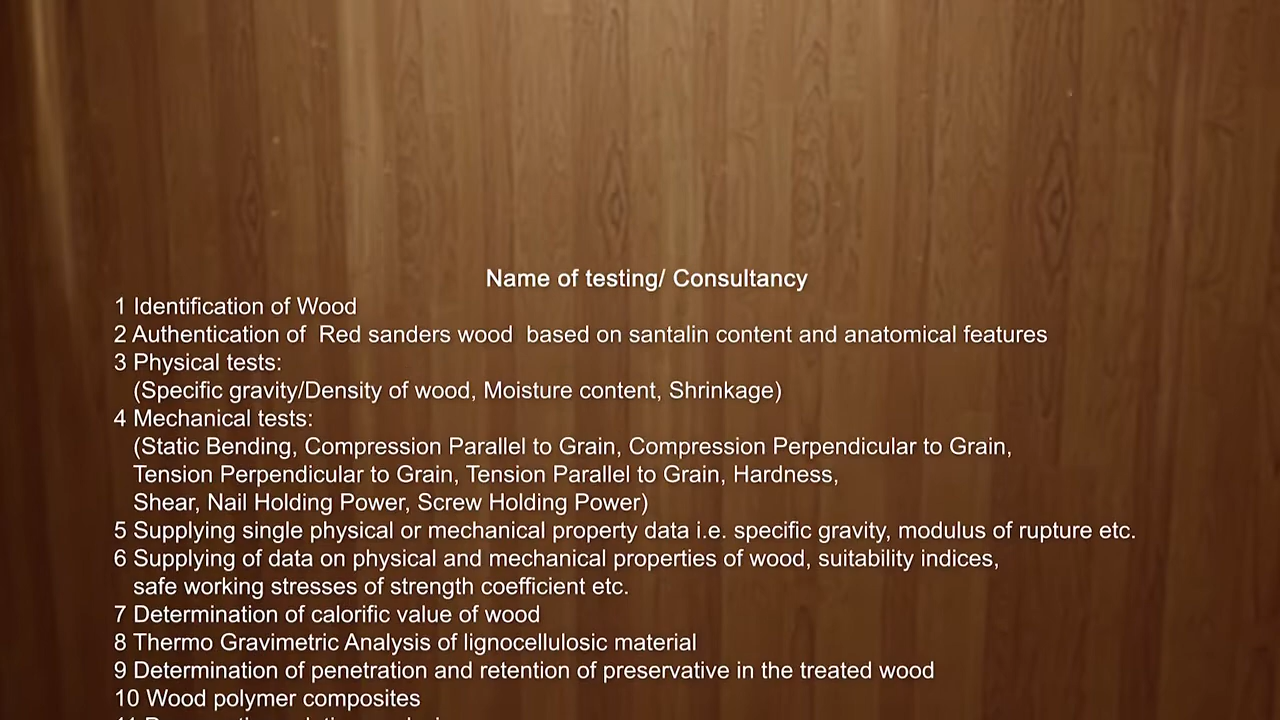 Name of testing/ Consultancy
1 Identification of Wood
2 Authentication of  Red sanders wood  based on santalin content and anatomical features
3 Physical tests:
(Specific gravity/Density of wood, Moisture content, Shrinkage)
4 Mechanical tests:
(Static Bending, Compression Parallel to Grain, Compression Perpendicular to Grain,
Tension Perpendicular to Grain, Tension Parallel to Grain, Hardness,
Shear, Nail Holding Power, Screw Holding Power)
5 Supplying single physical or mechanical property data i.e. specific gravity, modulus of rupture etc.
6 Supplying of data on physical and mechanical properties of wood, suitability indices,
safe working stresses of strength coefficient etc.
7 Determination of calorific value of wood
8 Thermo Gravimetric Analysis of lignocellulosic material
9 Determination of penetration and retention of preservative in the treated wood
10 Wood polymer composites
11